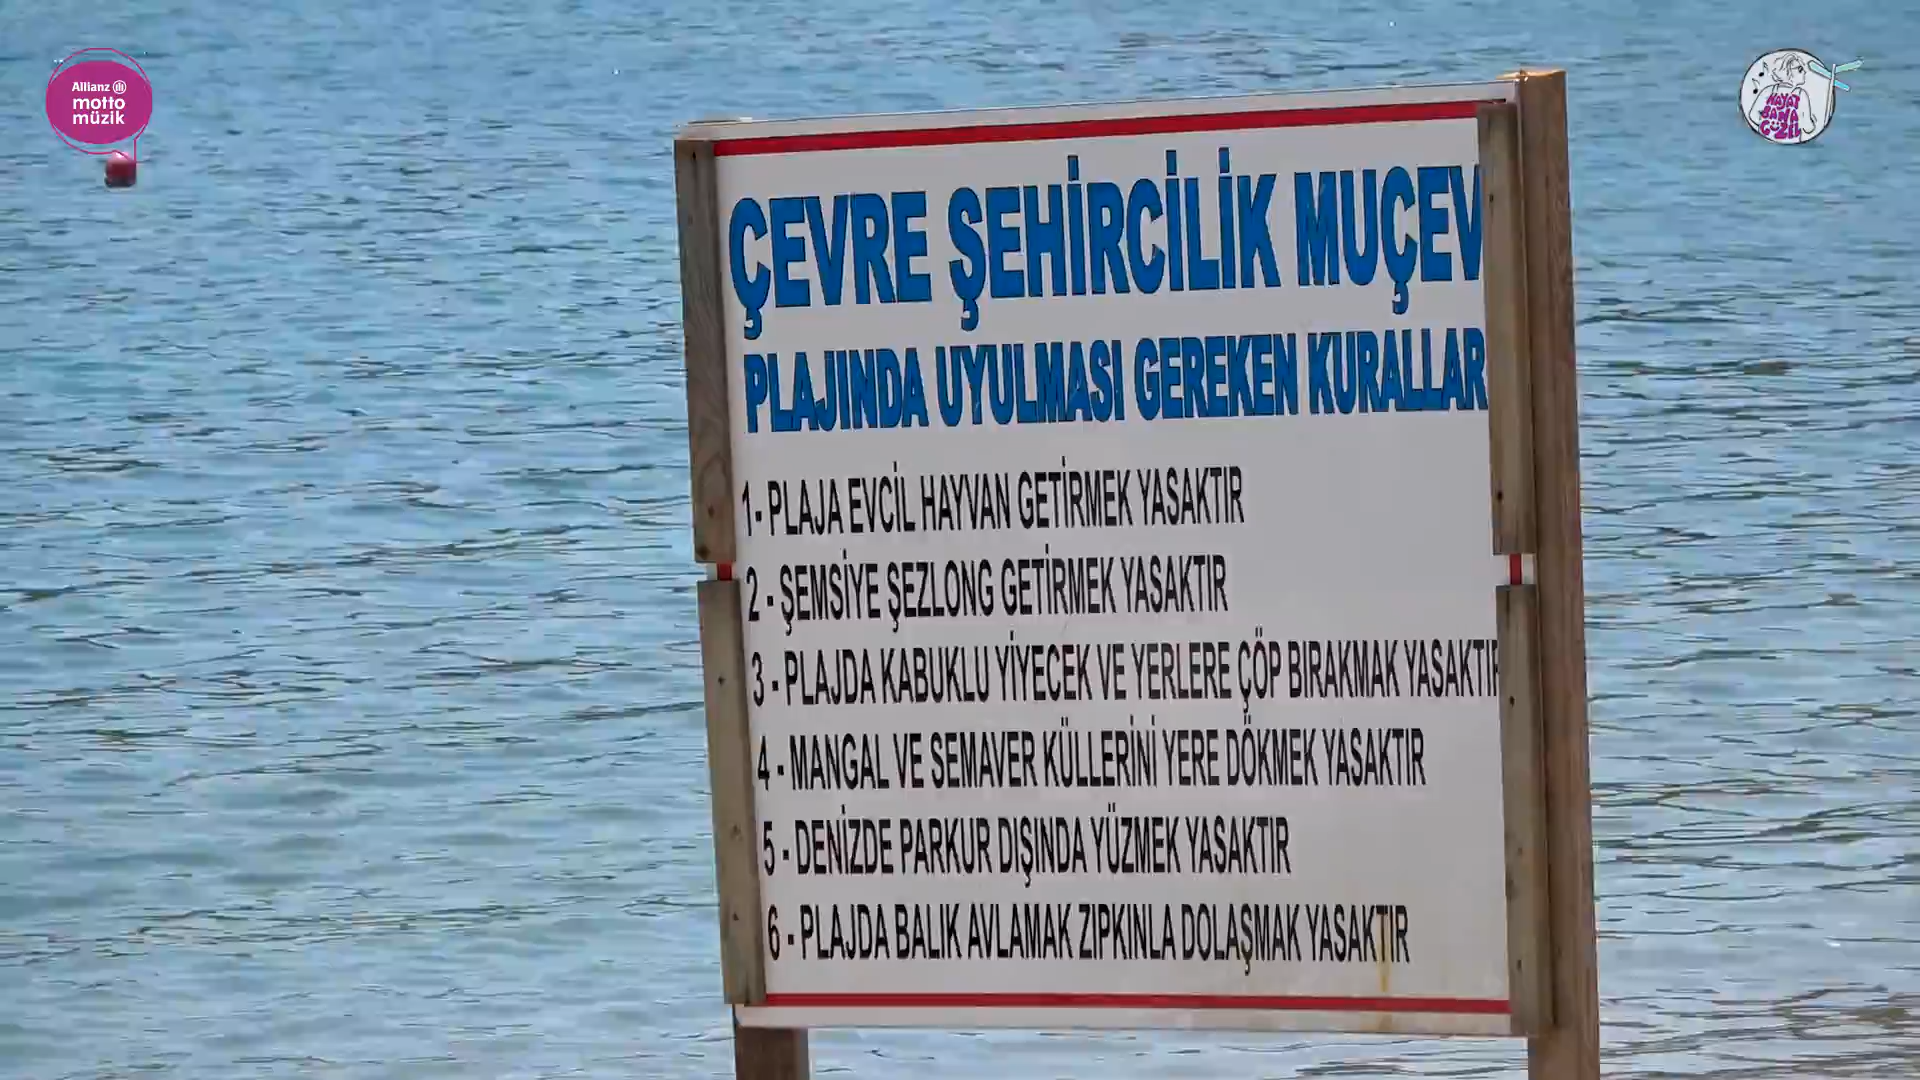 Allianz
motto
müzik
HAYAT
BANA
GÜZEL
ÇEVRE ŞEHİRCİLİK MUÇEV
PLAJINDA UYULMASI GEREKEN KURALLAR
1- PLAJA EVCİL HAYVAN GETİRMEK YASAKTIR
2 - ŞEMSİYE ŞEZLONG GETİRMEK YASAKTIR
3 - PLAJDA KABUKLU YİYECEK VE YERLERE ÇÖP BIRAKMAK YASAKTIR
4 - MANGAL VE SEMAVER KÜLLERİNİ YERE DÖKMEK YASAKTIR
5 - DENİZDE PARKUR DIŞINDA YÜZMEK YASAKTIR
6 - PLAJDA BALIK AVLAMAK ZIPKINLA DOLAŞMAK YASAKTIR